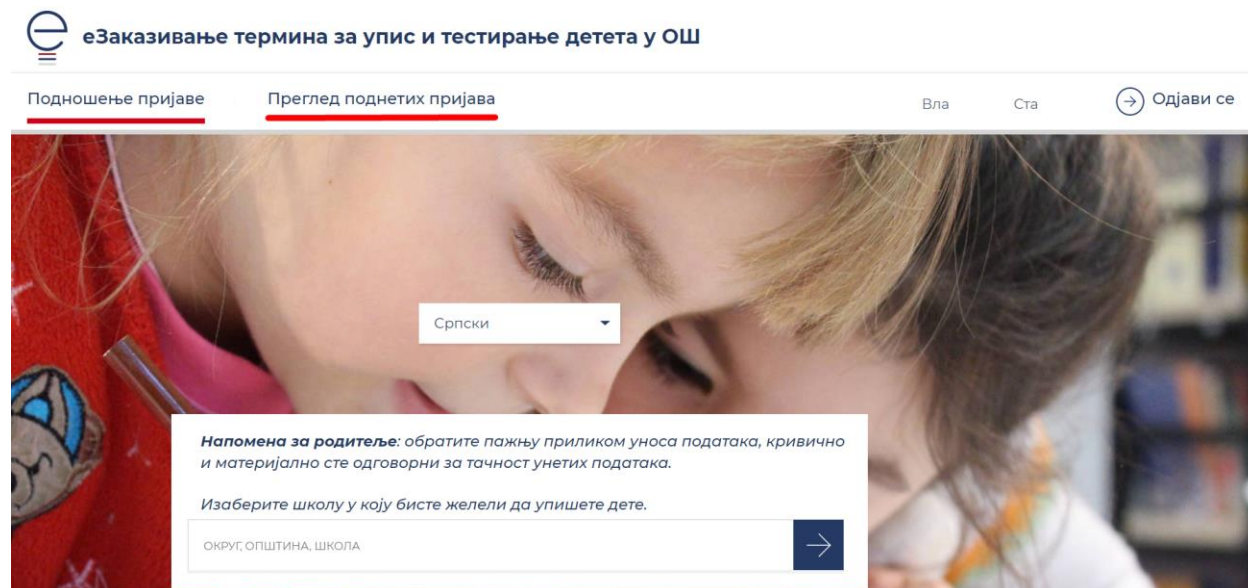 еЗаказивање термина за упис и тестирање детета у ОШ
Подношење пријаве Преглед поднетих пријава Вла Ста Одјави се
Српски
Напомена за родитеље: обратите пажњу приликом уноса података, кривично
и материјално сте одговорни за тачност унетих података.
Изаберите школу у коју бисте желели да упишете дете.
ОКРУГ, ОПШТИНА, ШКОЛА